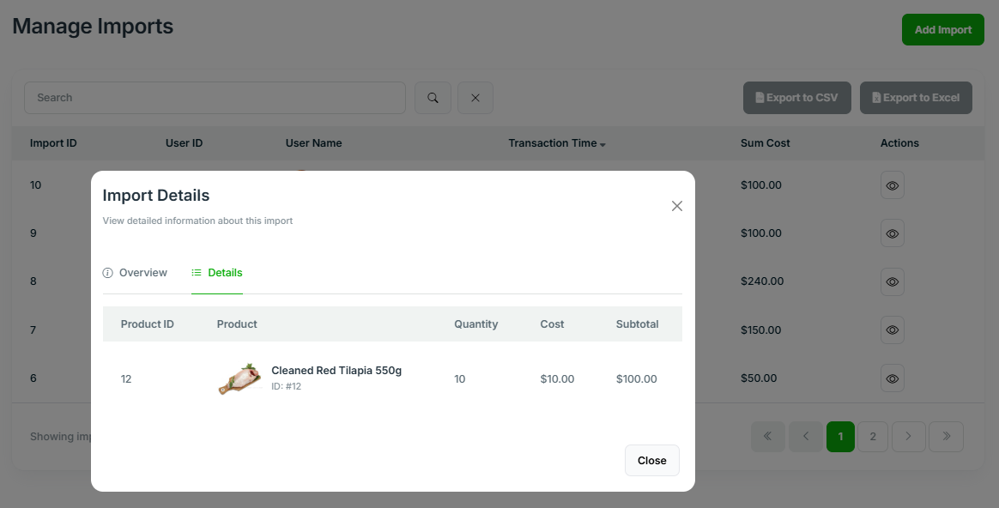 Manage Imports
Add Import
Search
Export to CSV
Export to Excel
Import ID User ID User Name Transaction Time Sum Cost Actions
10 $100.00
9 $100.00
8 $240.00
7 $150.00
6 $50.00
Showing
1 2
Import Details
View detailed information about this import
Overview Details
Product ID Product Quantity Cost Subtotal
12 Cleaned Red Tilapia 550g 10 $10.00 $100.00
ID: #12
Close